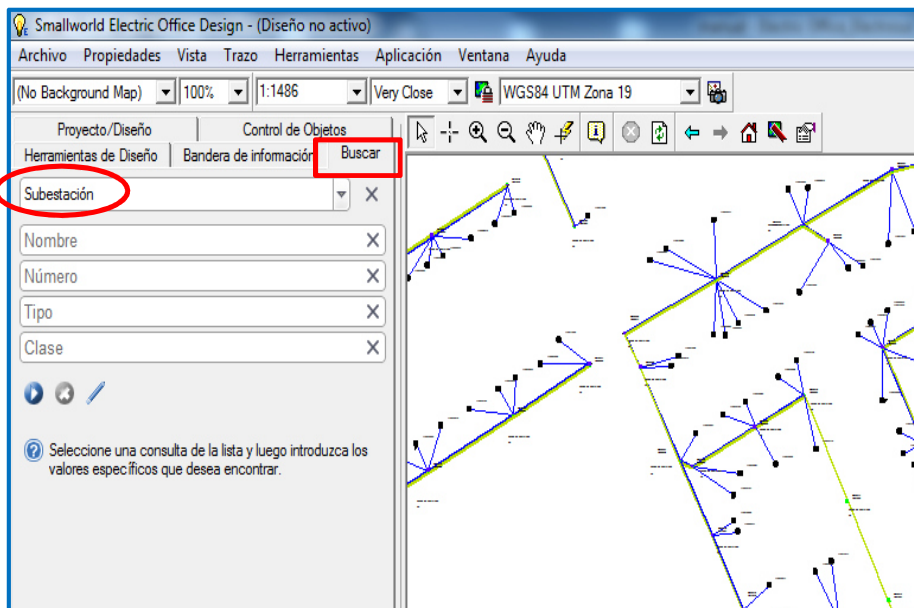 Smallworld Electric Office Design - (Diseño no activo)
Archivo Propiedades Vista Trazo Herramientas Aplicación Ventana Ayuda
(No Background Map) 100% 1:1486 Very Close WGS84 UTM Zona 19
Proyecto/Diseño Control de Objetos
Herramientas de Diseño Bandera de información Buscar
Subestación
Nombre
Número
Tipo
Clase
Seleccione una consulta de la lista y luego introduzca los
valores específicos que desea encontrar.